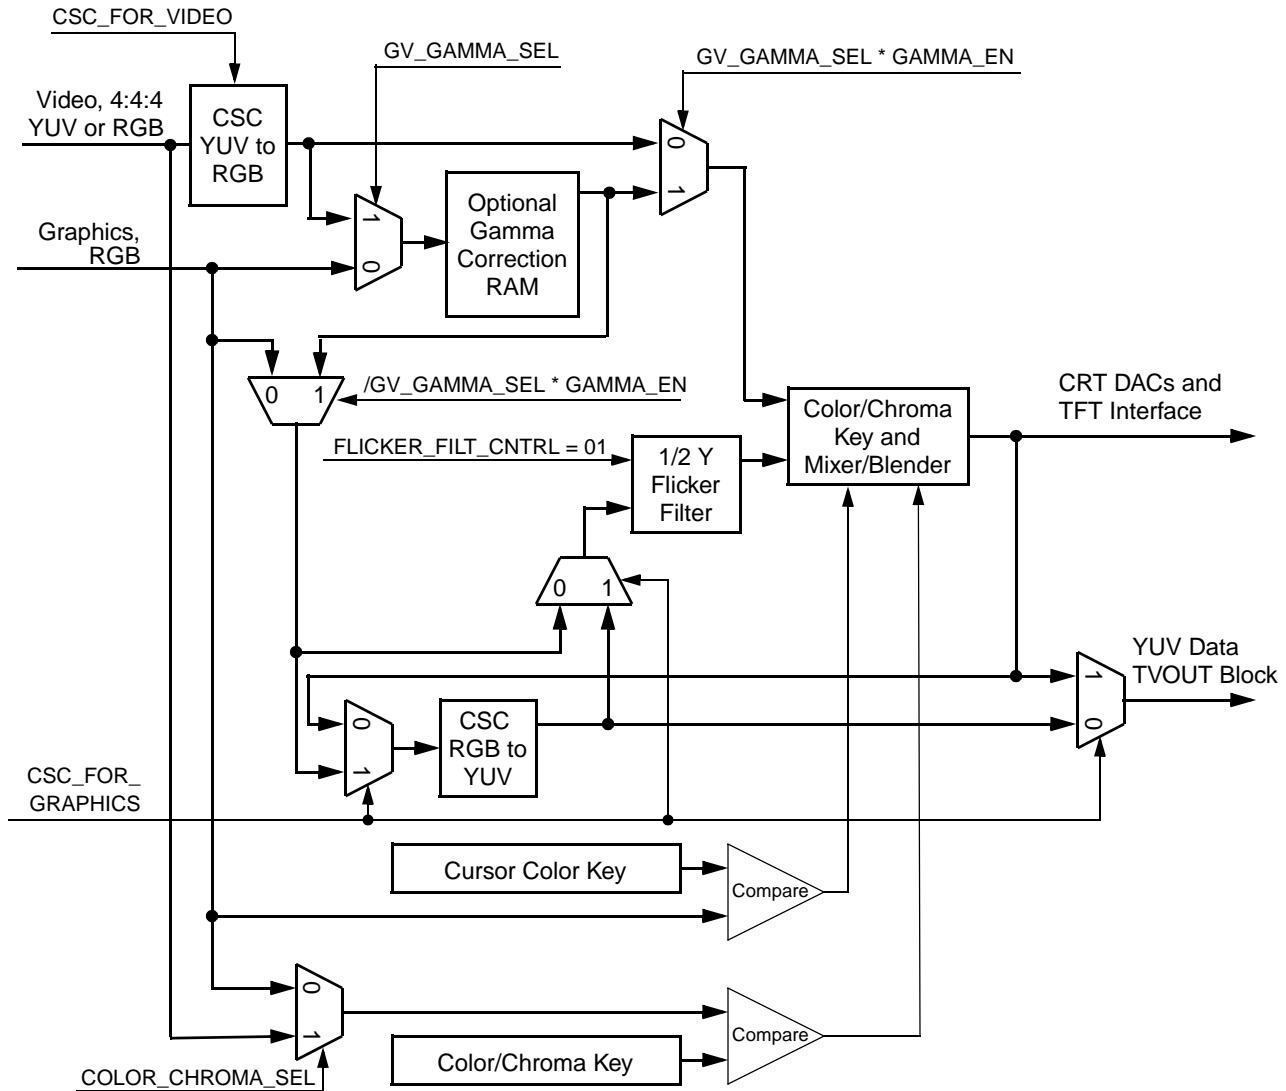 CSC_FOR_VIDEO
GV_GAMMA_SEL
GV_GAMMA_SEL * GAMMA_EN
Video, 4:4:4
YUV or RGB
CSC
YUV to
RGB
0
1
1
0
Optional
Gamma
Correction
RAM
Graphics,
RGB
0 1
/GV_GAMMA_SEL * GAMMA_EN
CRT DACs and
TFT Interface
Color/Chroma
Key and
Mixer/Blender
FLICKER_FILT_CNTRL = 01
1/2 Y
Flicker
Filter
0 1
YUV Data
TVOUT Block
1
0
0
1
CSC
RGB to
YUV
CSC_FOR_
GRAPHICS
Cursor Color Key
Compare
0
1
Compare
Color/Chroma Key
COLOR_CHROMA_SEL